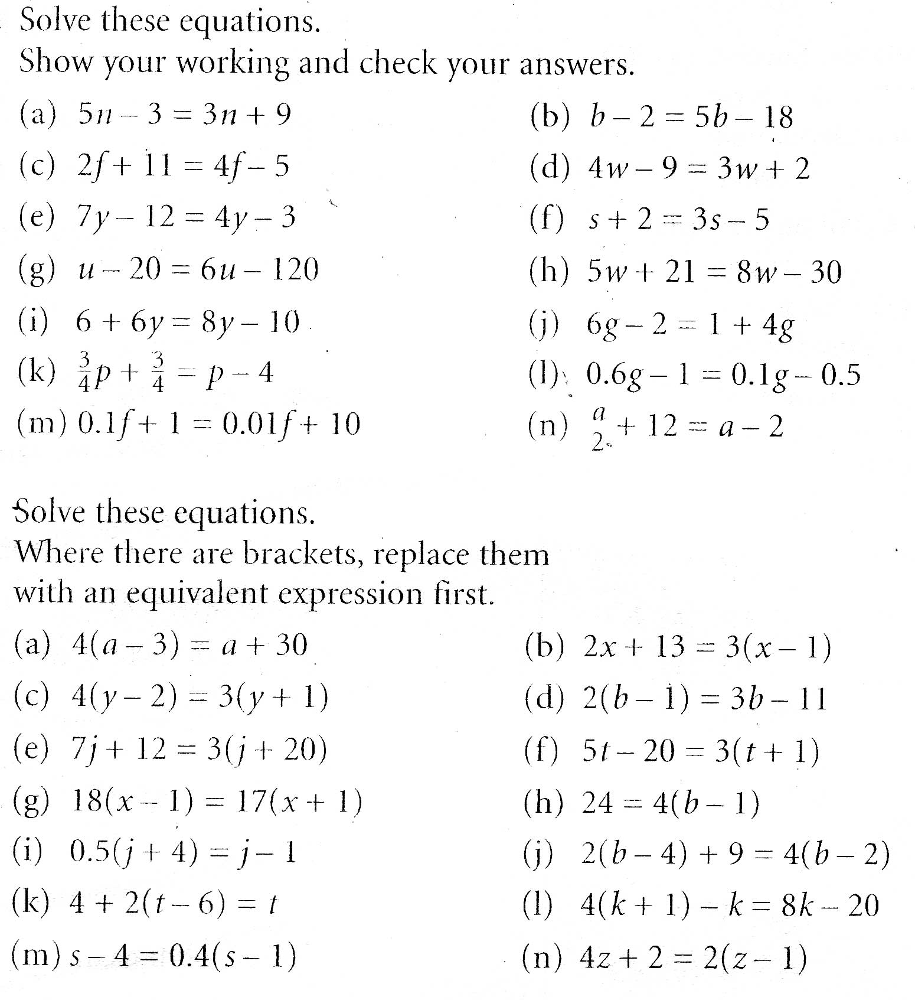 Solve these equations.
Show your working and check your answers.
(a) 5n – 3 = 3n + 9 (b) b – 2 = 5b – 18
(c) 2f + 11 = 4f – 5 (d) 4w – 9 = 3w + 2
(e) 7y – 12 = 4y – 3 (f) s + 2 = 3s – 5
(g) u – 20 = 6u – 120 (h) 5w + 21 = 8w – 30
(i) 6 + 6y = 8y – 10 (j) 6g – 2 = 1 + 4g
(k) 3/4p + 3/4 = p – 4 (l) 0.6g – 1 = 0.1g – 0.5
(m) 0.1f + 1 = 0.01f + 10 (n) a/2 + 12 = a – 2
Solve these equations.
Where there are brackets, replace them
with an equivalent expression first.
(a) 4(a – 3) = a + 30 (b) 2x + 13 = 3(x – 1)
(c) 4(y – 2) = 3(y + 1) (d) 2(b – 1) = 3b – 11
(e) 7j + 12 = 3(j + 20) (f) 5t – 20 = 3(t + 1)
(g) 18(x – 1) = 17(x + 1) (h) 24 = 4(b – 1)
(i) 0.5(j + 4) = j – 1 (j) 2(b – 4) + 9 = 4(b – 2)
(k) 4 + 2(t – 6) = t (l) 4(k + 1) – k = 8k – 20
(m) s – 4 = 0.4(s – 1) (n) 4z + 2 = 2(z – 1)